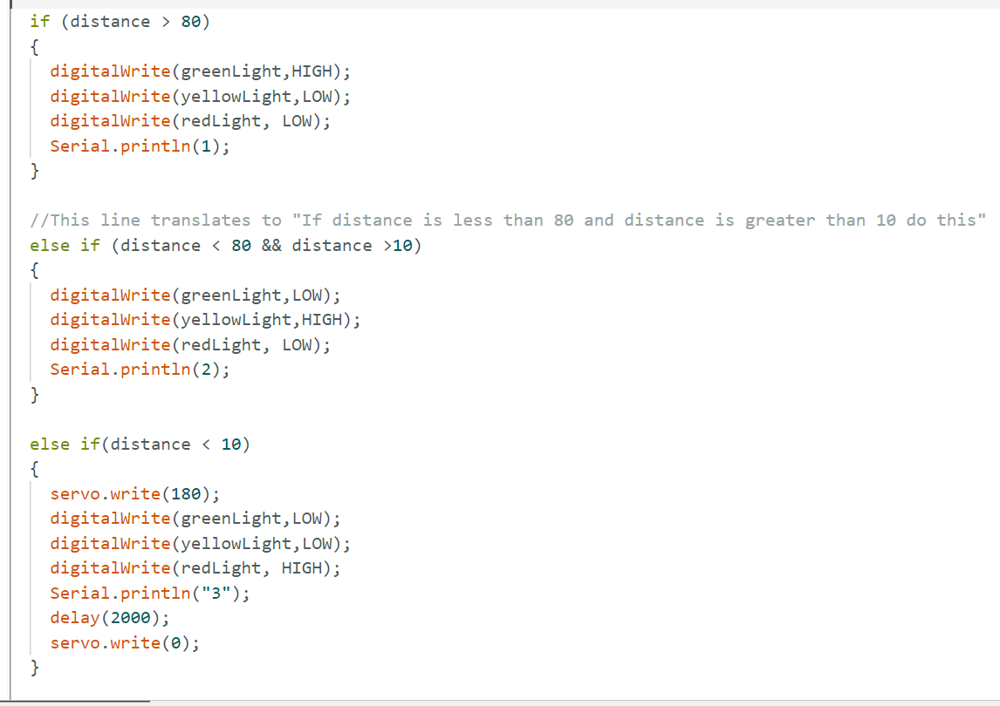 if (distance > 80)
{
digitalWrite(greenLight,HIGH);
digitalWrite(yellowLight,LOW);
digitalWrite(redLight, LOW);
Serial.println(1);
}
//This line translates to "If distance is less than 80 and distance is greater than 10 do this"
else if (distance < 80 && distance >10)
{
digitalWrite(greenLight,LOW);
digitalWrite(yellowLight,HIGH);
digitalWrite(redLight, LOW);
Serial.println(2);
}
else if(distance < 10)
{
servo.write(180);
digitalWrite(greenLight,LOW);
digitalWrite(yellowLight,LOW);
digitalWrite(redLight, HIGH);
Serial.println("3");
delay(2000);
servo.write(0);
}